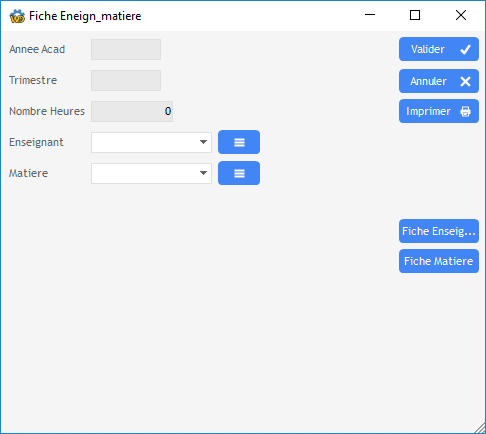 Fiche Eneign_matiere
Annee Acad
Valider
Trimestre
Annuler
Nombre Heures 0
Imprimer
Enseignant
Matiere
Fiche Enseig...
Fiche Matiere